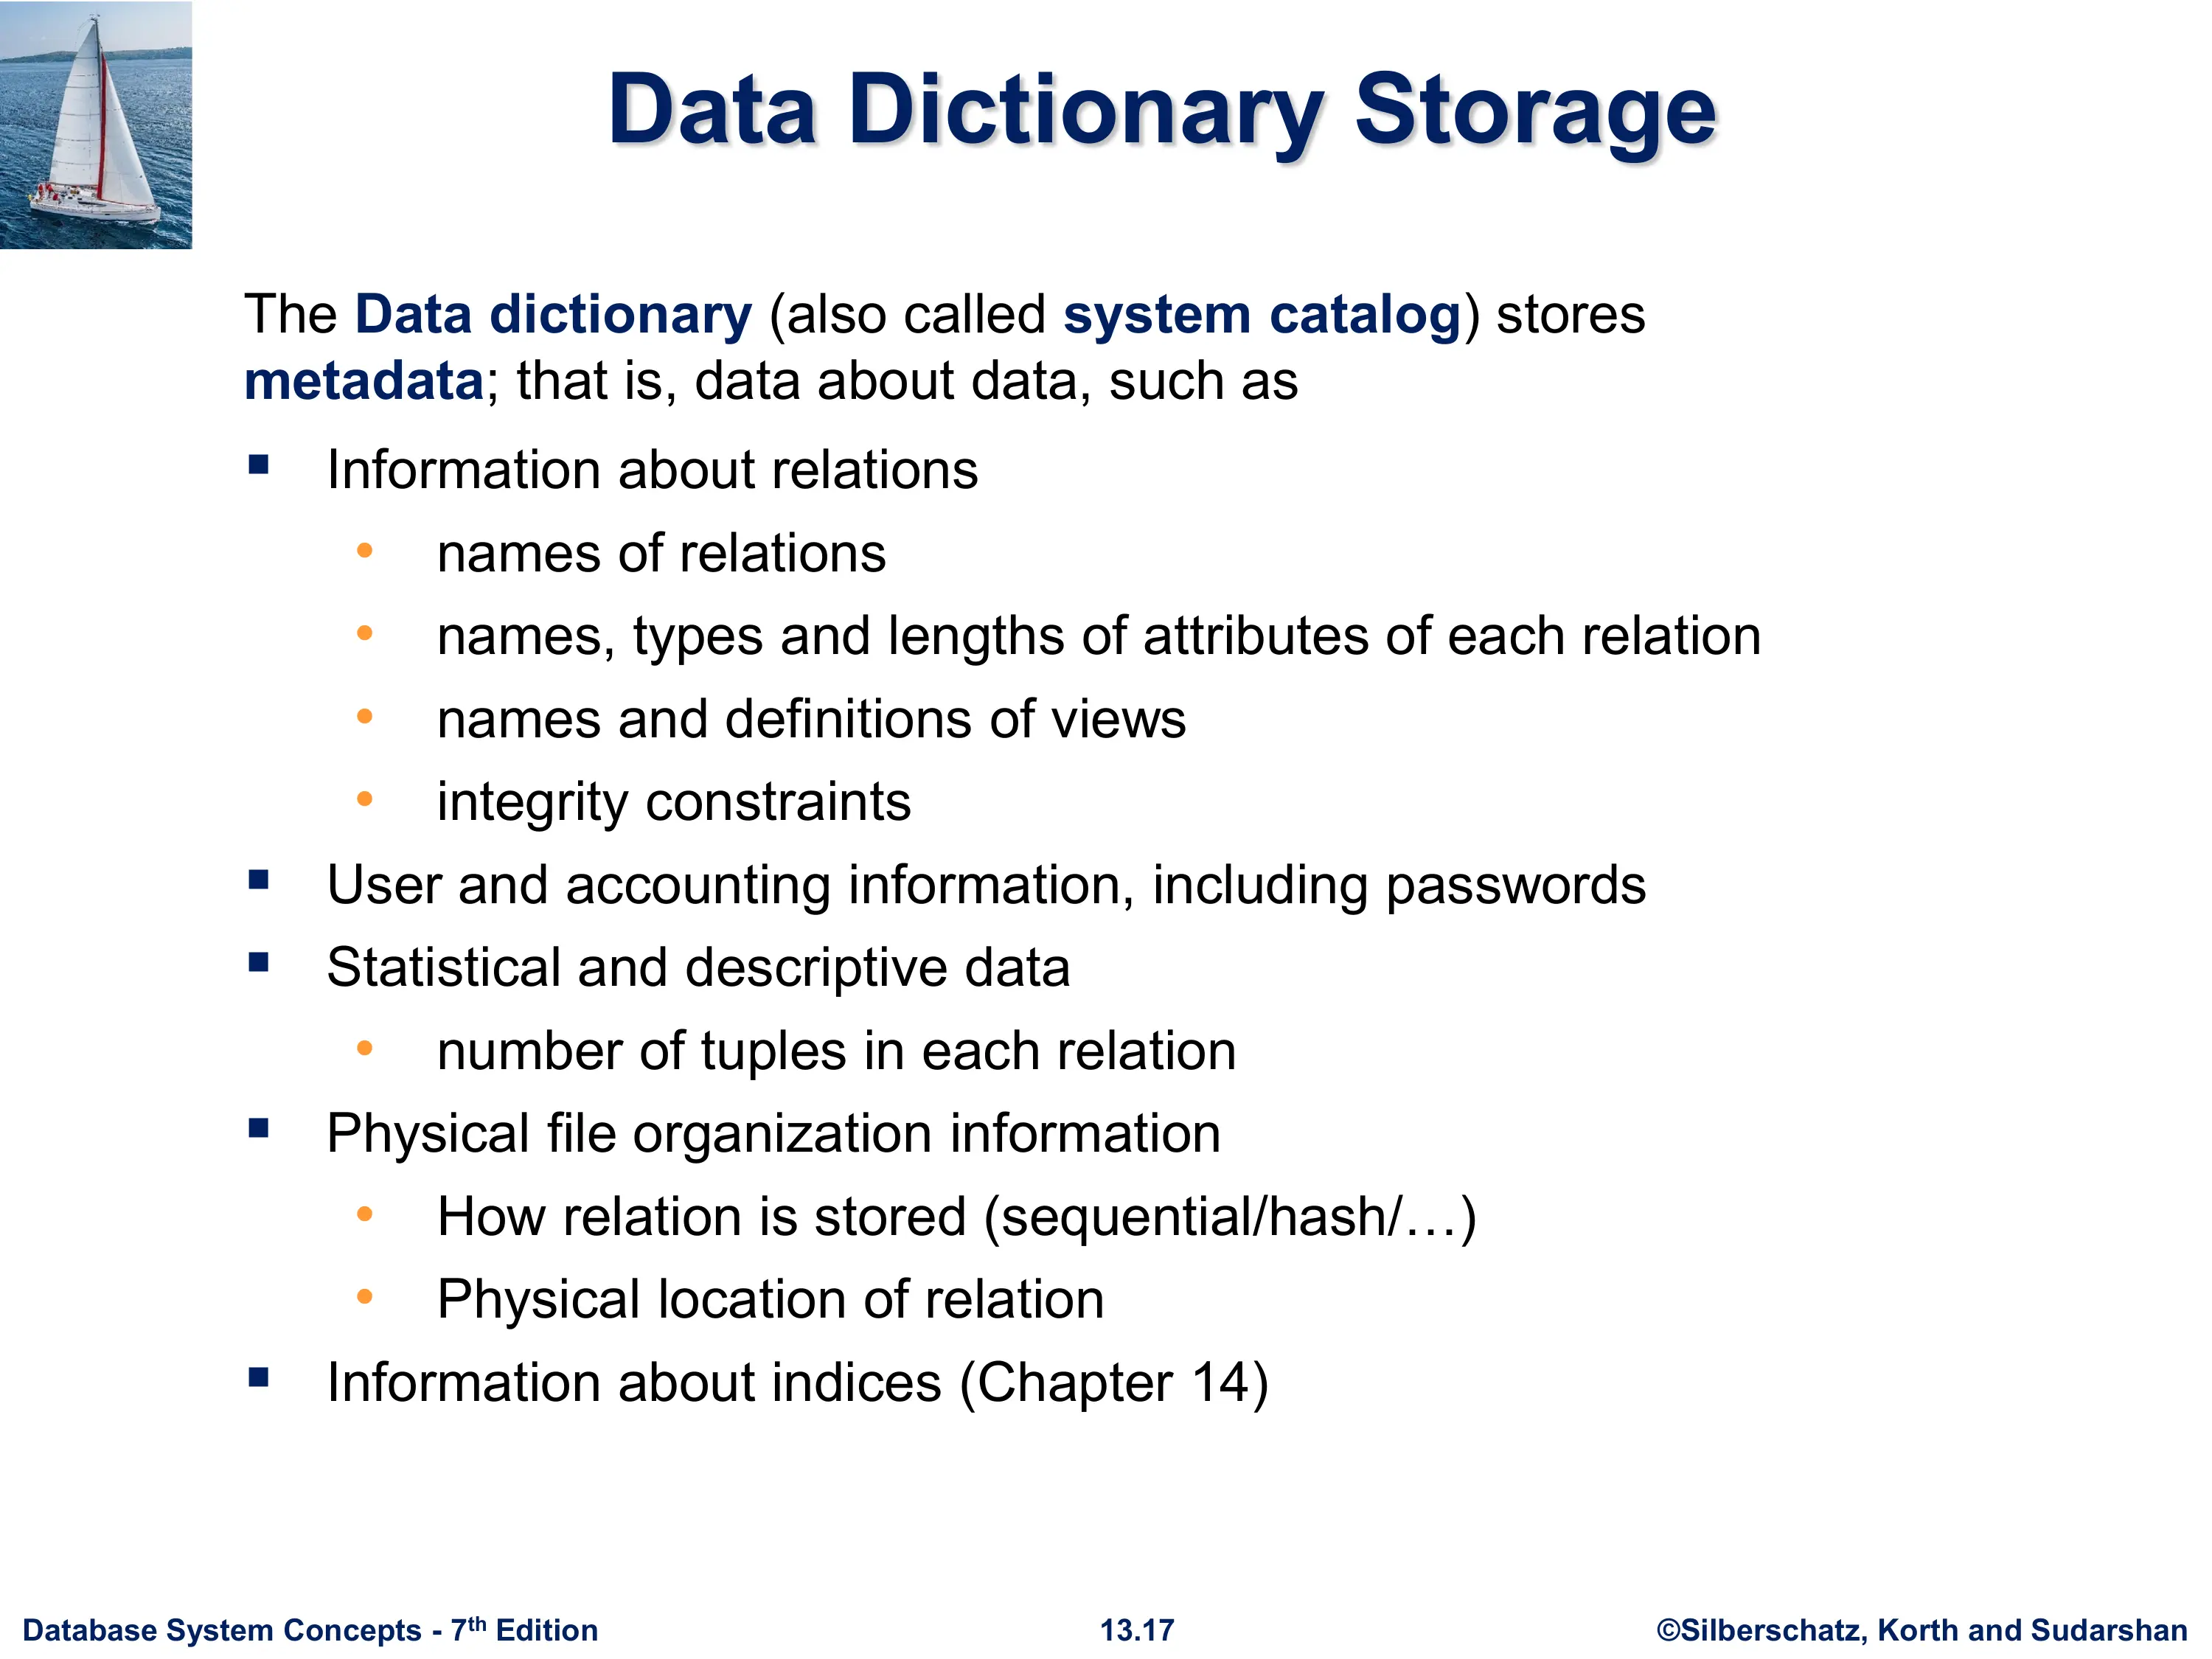 Data Dictionary Storage
The Data dictionary (also called system catalog) stores
metadata; that is, data about data, such as
▪ Information about relations
• names of relations
• names, types and lengths of attributes of each relation
• names and definitions of views
• integrity constraints
▪ User and accounting information, including passwords
▪ Statistical and descriptive data
• number of tuples in each relation
▪ Physical file organization information
• How relation is stored (sequential/hash/…)
• Physical location of relation
▪ Information about indices (Chapter 14)
Database System Concepts - 7th Edition 13.17 ©Silberschatz, Korth and Sudarshan